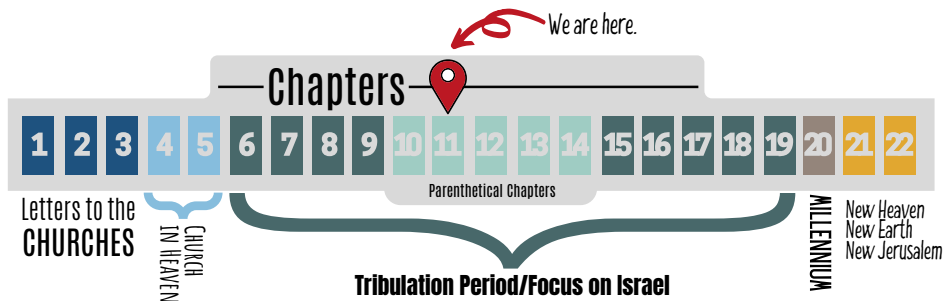 We are here.
Chapters
1 2 3 4 5 6 7 8 9 10 11 12 13 14 15 16 17 18 19 20 21 22
Parenthetical Chapters
Letters to the
CHURCHES
CHURCH
IN HEAVEN
Tribulation Period/Focus on Israel
MILLENNIUM
New Heaven
New Earth
New Jerusalem